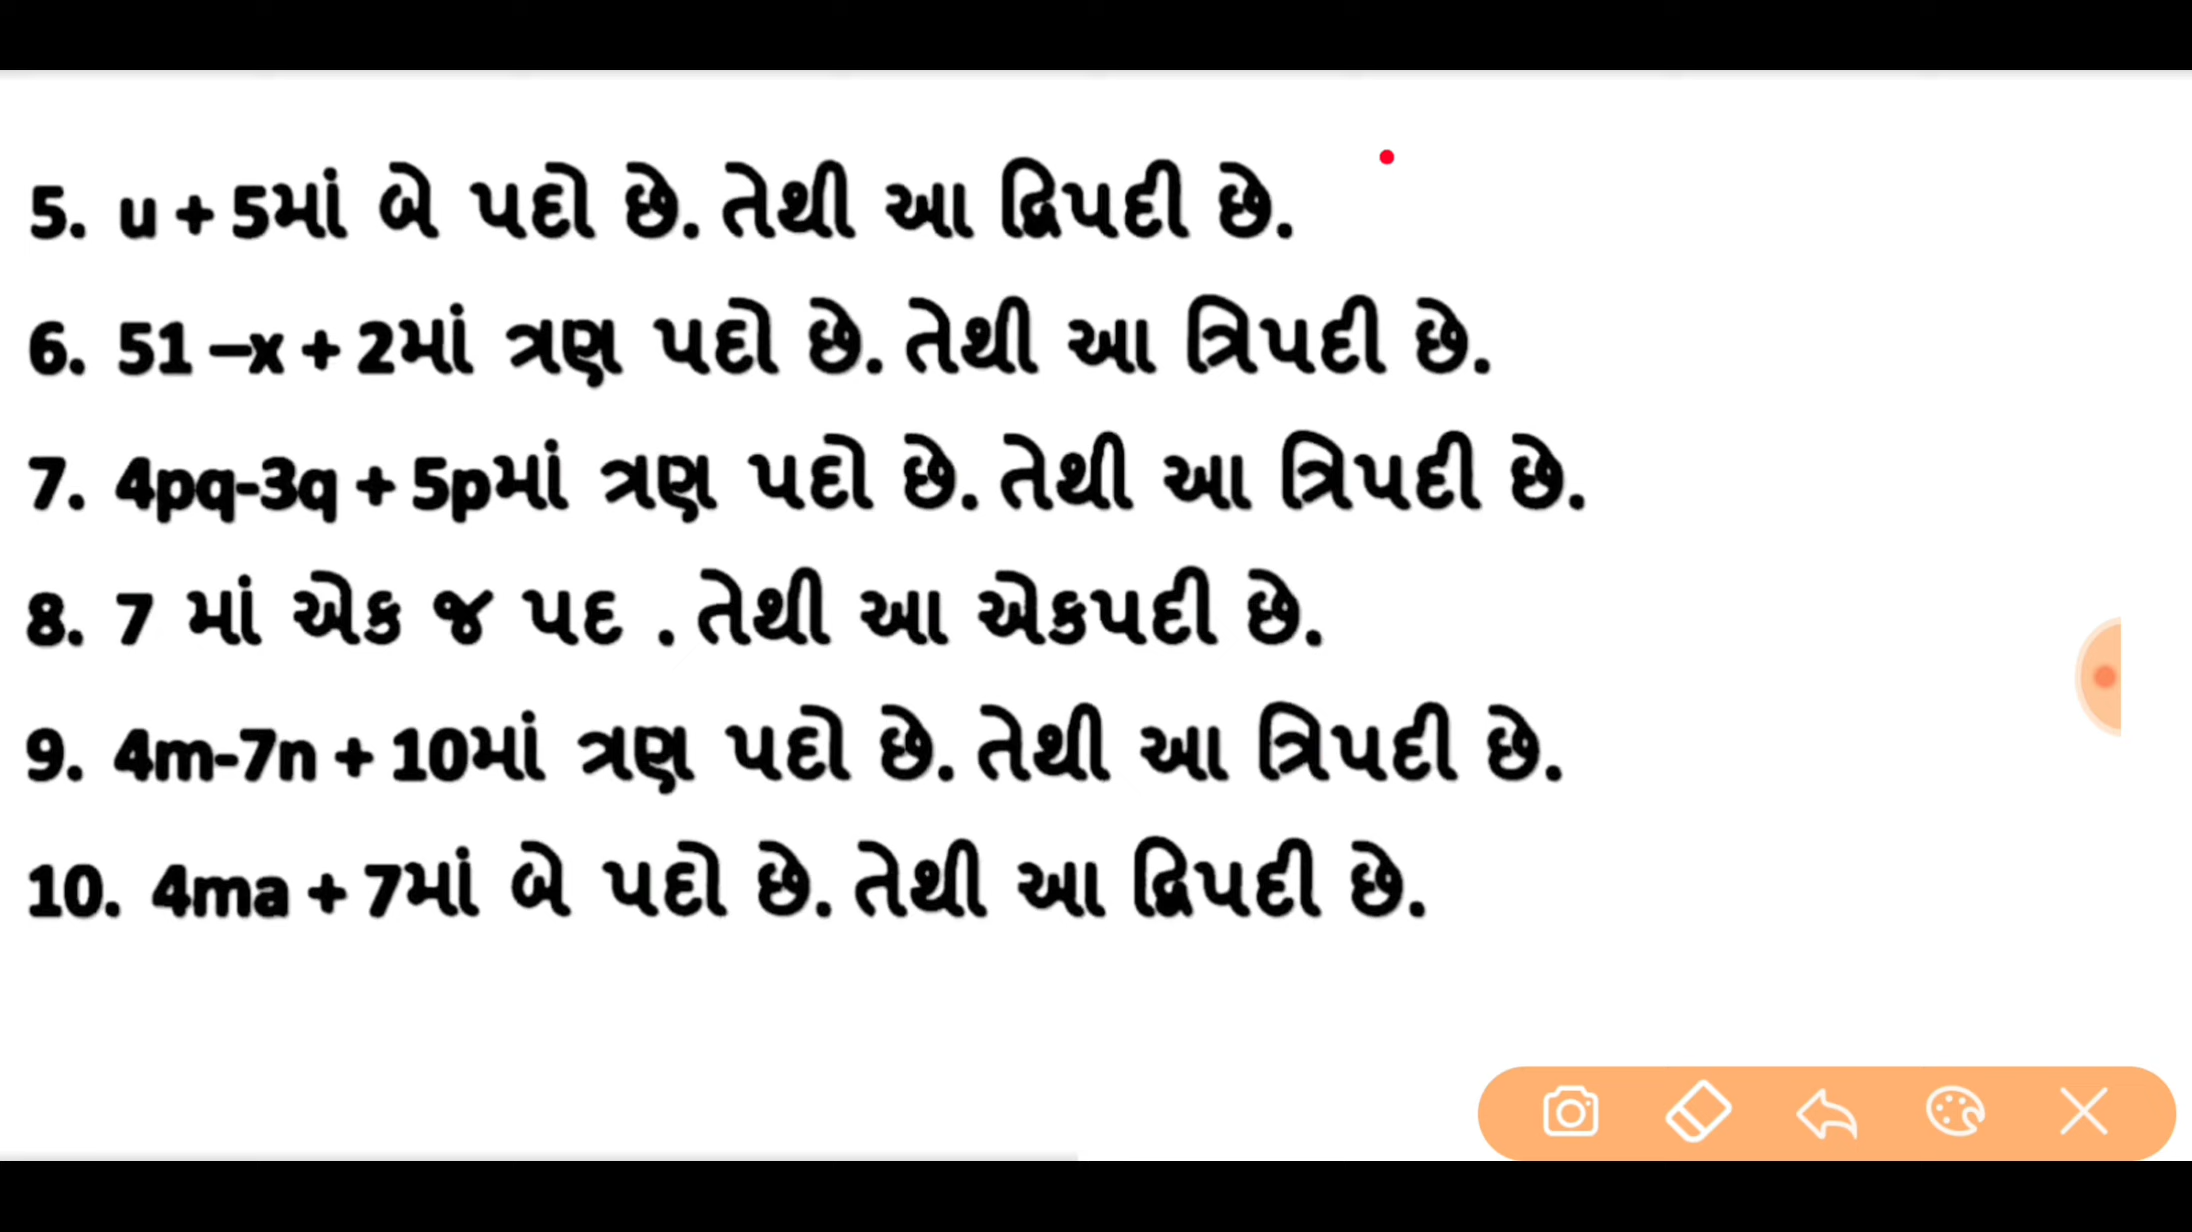 5. u + 5માં બે પદો છે. તેથી આ દ્વિપદી છે.
6. 51 –x + 2માં ત્રણ પદો છે. તેથી આ ત્રિપદી છે.
7. 4pq-3q + 5pમાં ત્રણ પદો છે. તેથી આ ત્રિપદી છે.
8. 7 માં એક જ પદ . તેથી આ એકપદી છે.
9. 4m-7n + 10માં ત્રણ પદો છે. તેથી આ ત્રિપદી છે.
10. 4ma + 7માં બે પદો છે. તેથી આ દ્વિપદી છે.